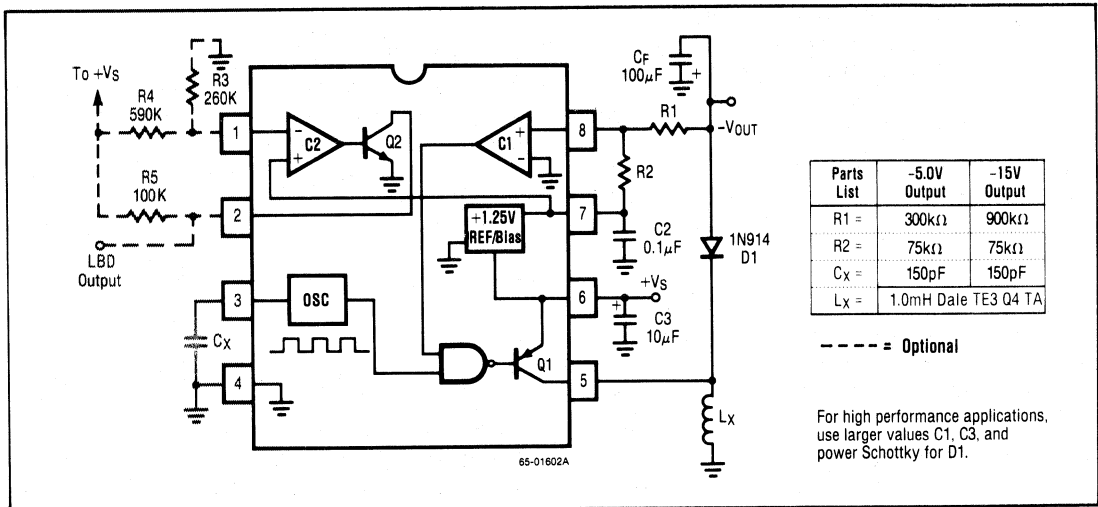 To +VS
R4
590K
R3
260K
R5
100K
LBD
Output
CX
1
2
3
4
C2
-
+
Q2
C1
+
-
+1.25V
REF/Bias
OSC
Q1
8
7
6
5
65-01602A
CF
100µF
+
R1
-VOUT
R2
C2
0.1µF
+VS
+
C3
10µF
1N914
D1
LX
Parts List | -5.0V Output | -15V Output
R1 = | 300kΩ | 900kΩ
R2 = | 75kΩ | 75kΩ
CX = | 150pF | 150pF
LX = | 1.0mH Dale TE3 Q4 TA
---- = Optional
For high performance applications,
use larger values C1, C3, and
power Schottky for D1.